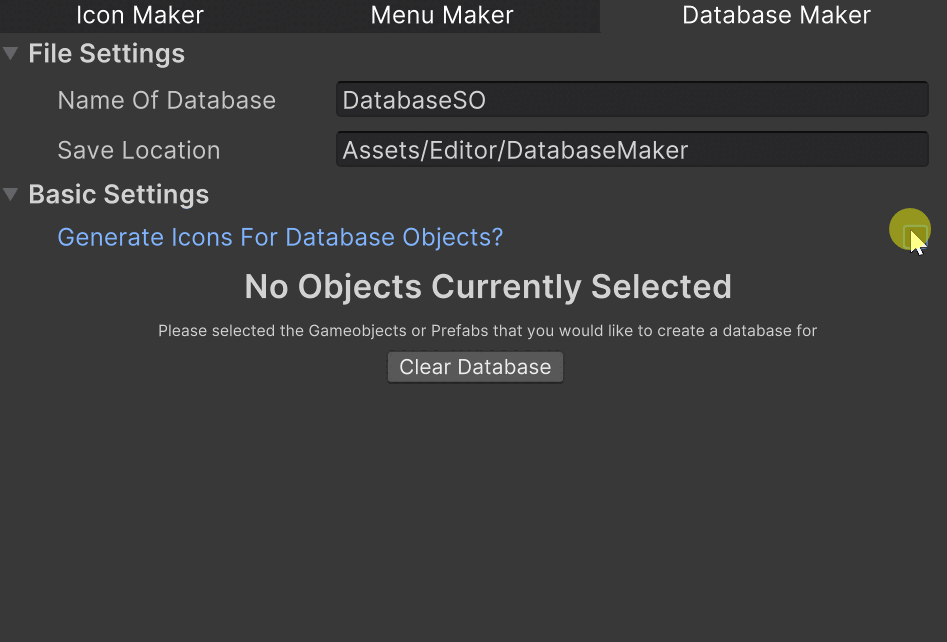 Icon Maker Menu Maker Database Maker
File Settings
Name Of Database DatabaseSO
Save Location Assets/Editor/DatabaseMaker
Basic Settings
Generate Icons For Database Objects?
No Objects Currently Selected
Please selected the Gameobjects or Prefabs that you would like to create a database for
Clear Database